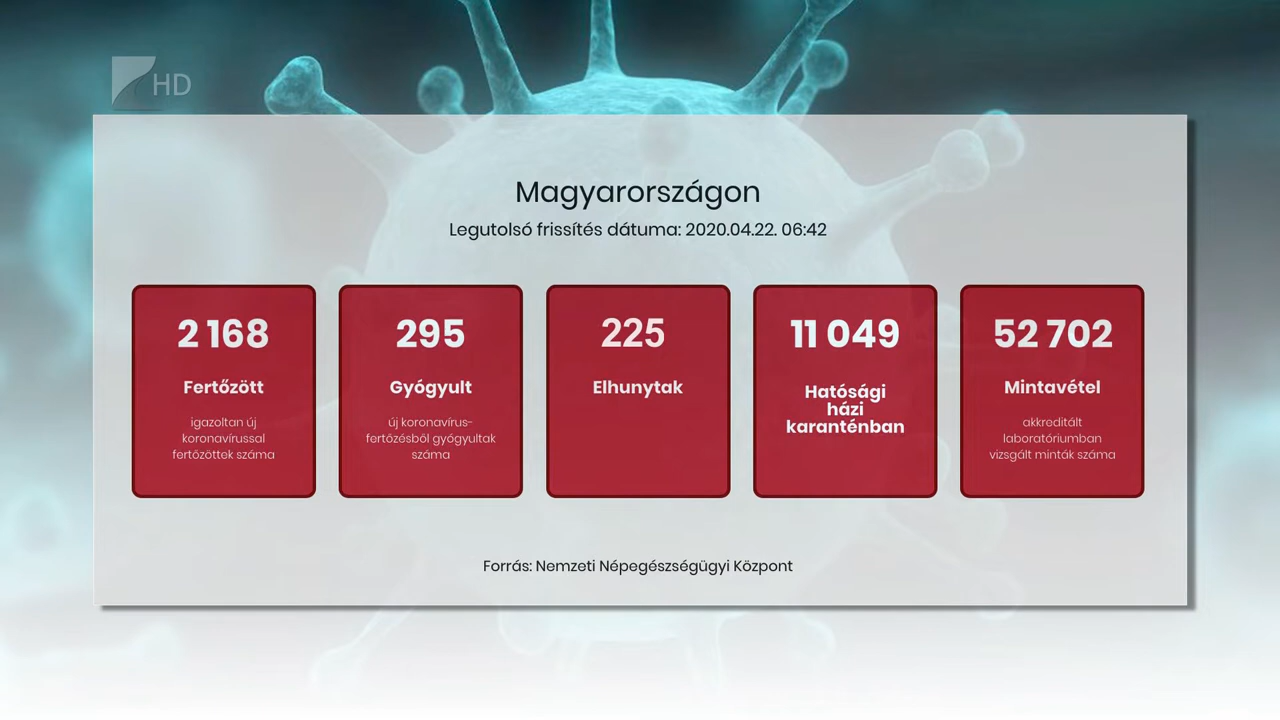 HD
Magyarországon
Legutolsó frissítés dátuma: 2020.04.22. 06:42
2 168
Fertőzött
igazoltan új
koronavírussal
fertőzöttek száma
295
Gyógyult
új koronavírus-
fertőzésből gyógyultak
száma
225
Elhunytak
11 049
Hatósági
házi
karanténban
52 702
Mintavétel
akkreditált
laboratóriumban
vizsgált minták száma
Forrás: Nemzeti Népegészségügyi Központ